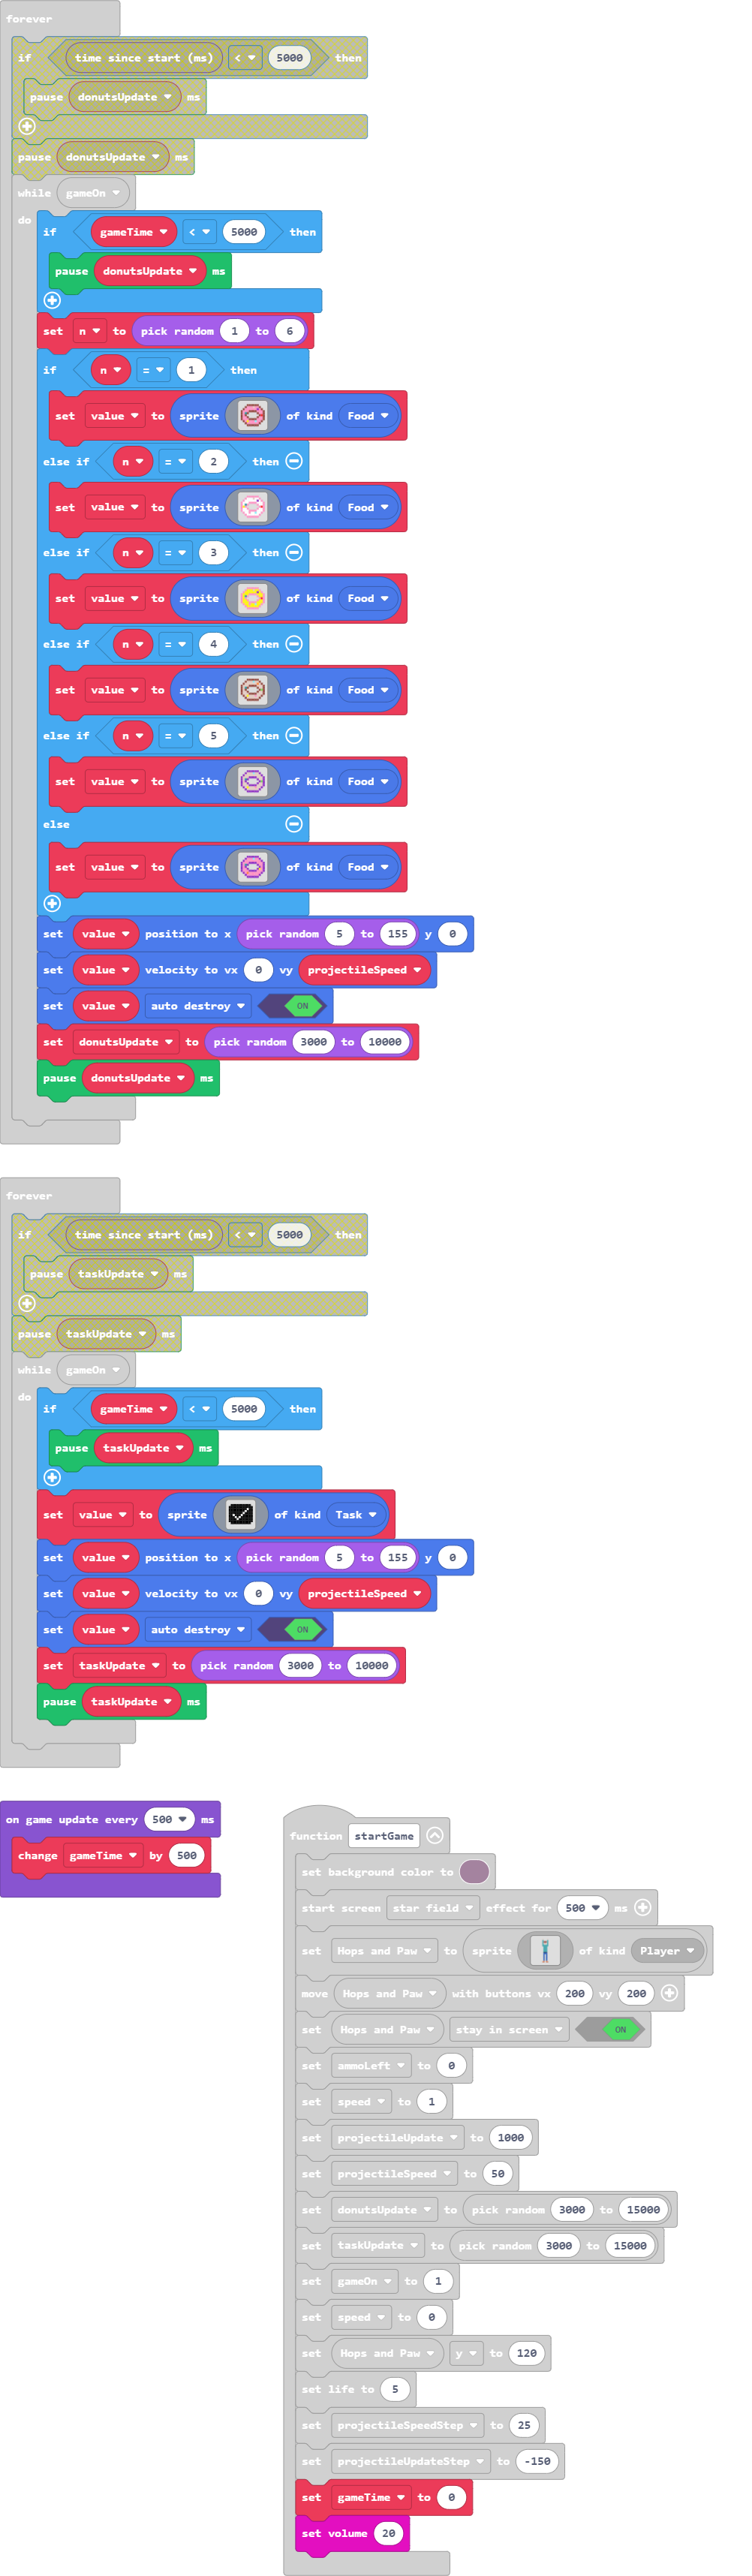 forever
if time since start (ms) < 5000 then
pause donutsUpdate ms
pause donutsUpdate ms
while gameOn
do
if gameTime < 5000 then
pause donutsUpdate ms
set n to pick random 1 to 6
if n = 1 then
set value to sprite of kind Food
else if n = 2 then
set value to sprite of kind Food
else if n = 3 then
set value to sprite of kind Food
else if n = 4 then
set value to sprite of kind Food
else if n = 5 then
set value to sprite of kind Food
else
set value to sprite of kind Food
set value position to x pick random 5 to 155 y 0
set value velocity to vx 0 vy projectileSpeed
set value auto destroy ON
set donutsUpdate to pick random 3000 to 10000
pause donutsUpdate ms
forever
if time since start (ms) < 5000 then
pause taskUpdate ms
pause taskUpdate ms
while gameOn
do
if gameTime < 5000 then
pause taskUpdate ms
set value to sprite of kind Task
set value position to x pick random 5 to 155 y 0
set value velocity to vx 0 vy projectileSpeed
set value auto destroy ON
set taskUpdate to pick random 3000 to 10000
pause taskUpdate ms
on game update every 500 ms
change gameTime by 500
function startGame
set background color to
start screen star field effect for 500 ms
set Hops and Paw to sprite of kind Player
move Hops and Paw with buttons vx 200 vy 200
set Hops and Paw stay in screen ON
set ammoLeft to 0
set speed to 1
set projectileUpdate to 1000
set projectileSpeed to 50
set donutsUpdate to pick random 3000 to 15000
set taskUpdate to pick random 3000 to 15000
set gameOn to 1
set speed to 0
set Hops and Paw y to 120
set life to 5
set projectileSpeedStep to 25
set projectileUpdateStep to -150
set gameTime to 0
set volume 20